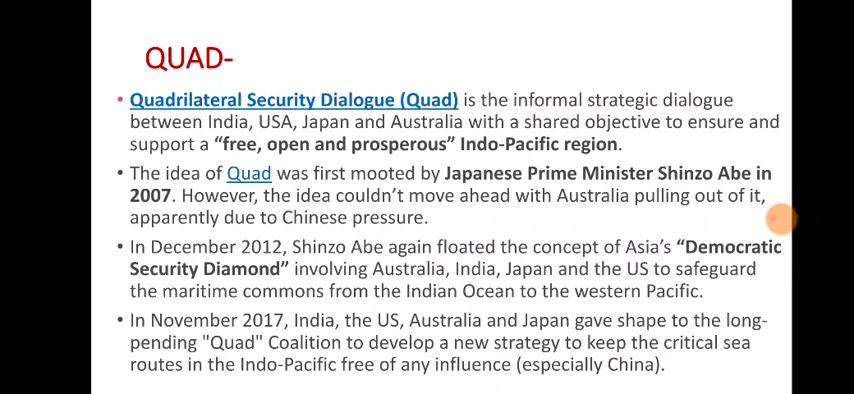 QUAD-
• Quadrilateral Security Dialogue (Quad) is the informal strategic dialogue
between India, USA, Japan and Australia with a shared objective to ensure and
support a “free, open and prosperous” Indo-Pacific region.
• The idea of Quad was first mooted by Japanese Prime Minister Shinzo Abe in
2007. However, the idea couldn’t move ahead with Australia pulling out of it,
apparently due to Chinese pressure.
• In December 2012, Shinzo Abe again floated the concept of Asia’s “Democratic
Security Diamond” involving Australia, India, Japan and the US to safeguard
the maritime commons from the Indian Ocean to the western Pacific.
• In November 2017, India, the US, Australia and Japan gave shape to the long-
pending "Quad" Coalition to develop a new strategy to keep the critical sea
routes in the Indo-Pacific free of any influence (especially China).